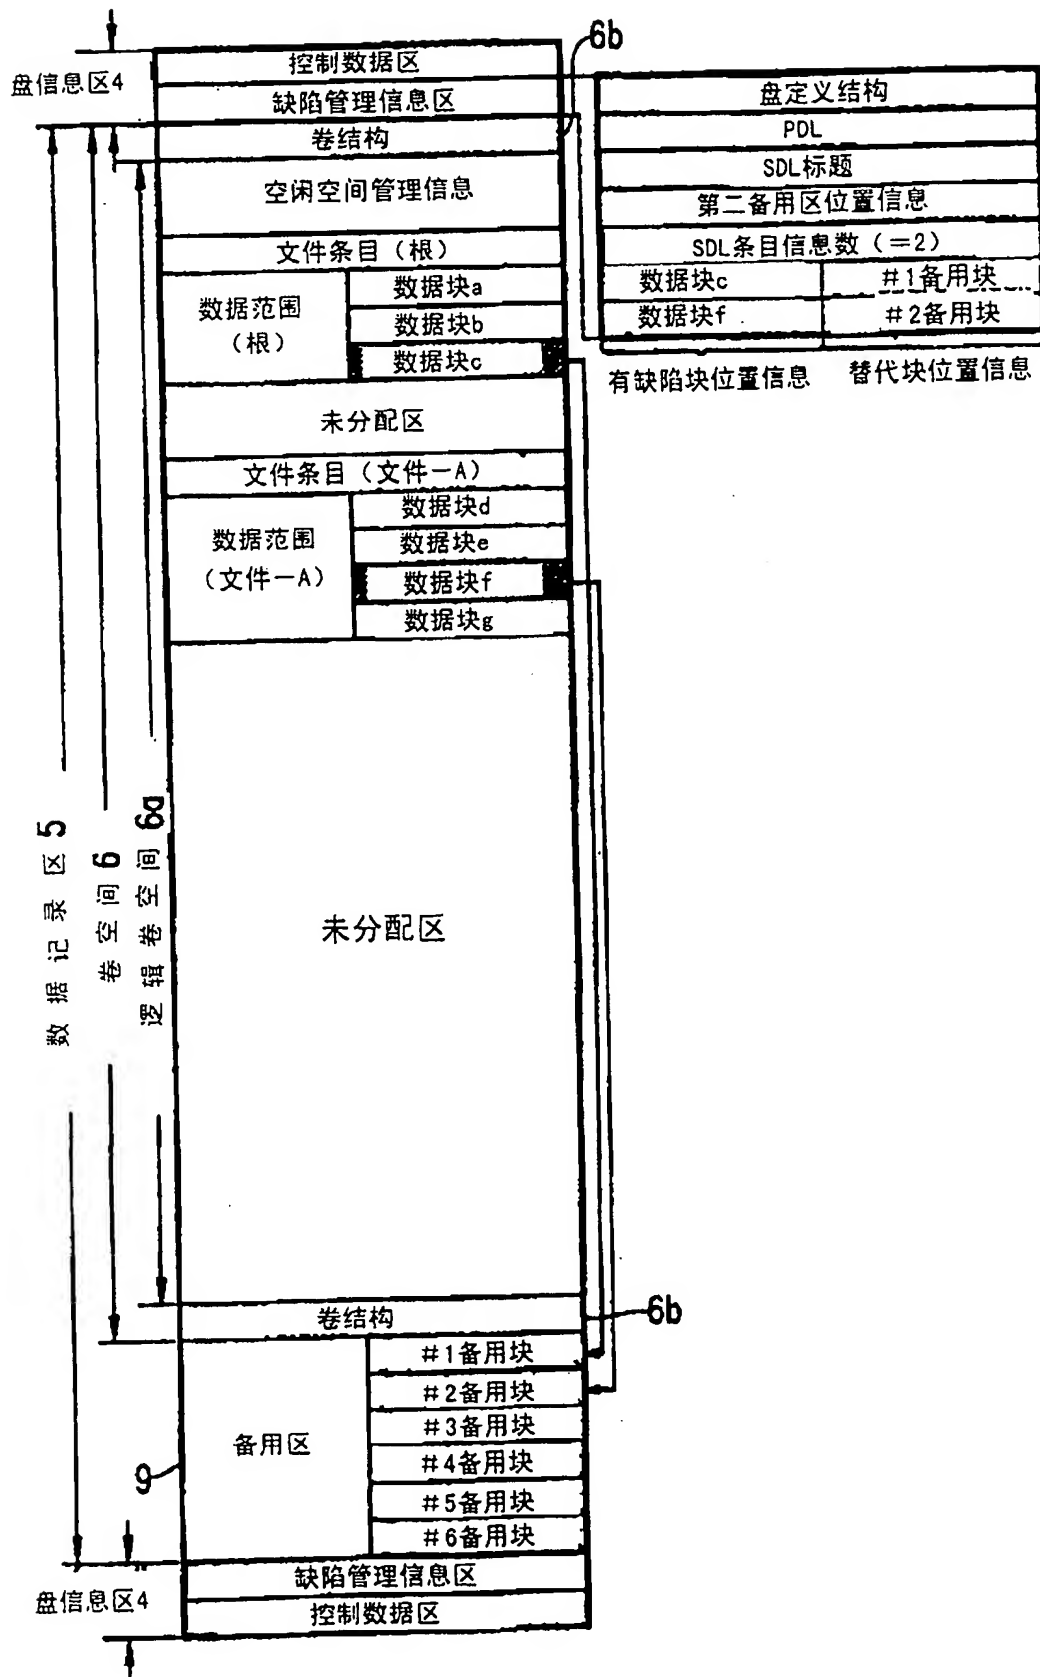 6b
控制数据区
盘信息区4
缺陷管理信息区
卷结构
空闲空间管理信息
文件条目（根）
数据范围
（根）
数据块a
数据块b
数据块c
未分配区
文件条目（文件－A）
数据范围
（文件－A）
数据块d
数据块e
数据块f
数据块g
盘定义结构
PDL
SDL标题
第二备用区位置信息
SDL条目信息数（＝2）
数据块c
#1备用块
数据块f
#2备用块
有缺陷块位置信息
替代块位置信息
数据记录区5
卷空间6
逻辑卷空间6a
未分配区
卷结构
6b
备用区
9
#1备用块
#2备用块
#3备用块
#4备用块
#5备用块
#6备用块
缺陷管理信息区
盘信息区4
控制数据区